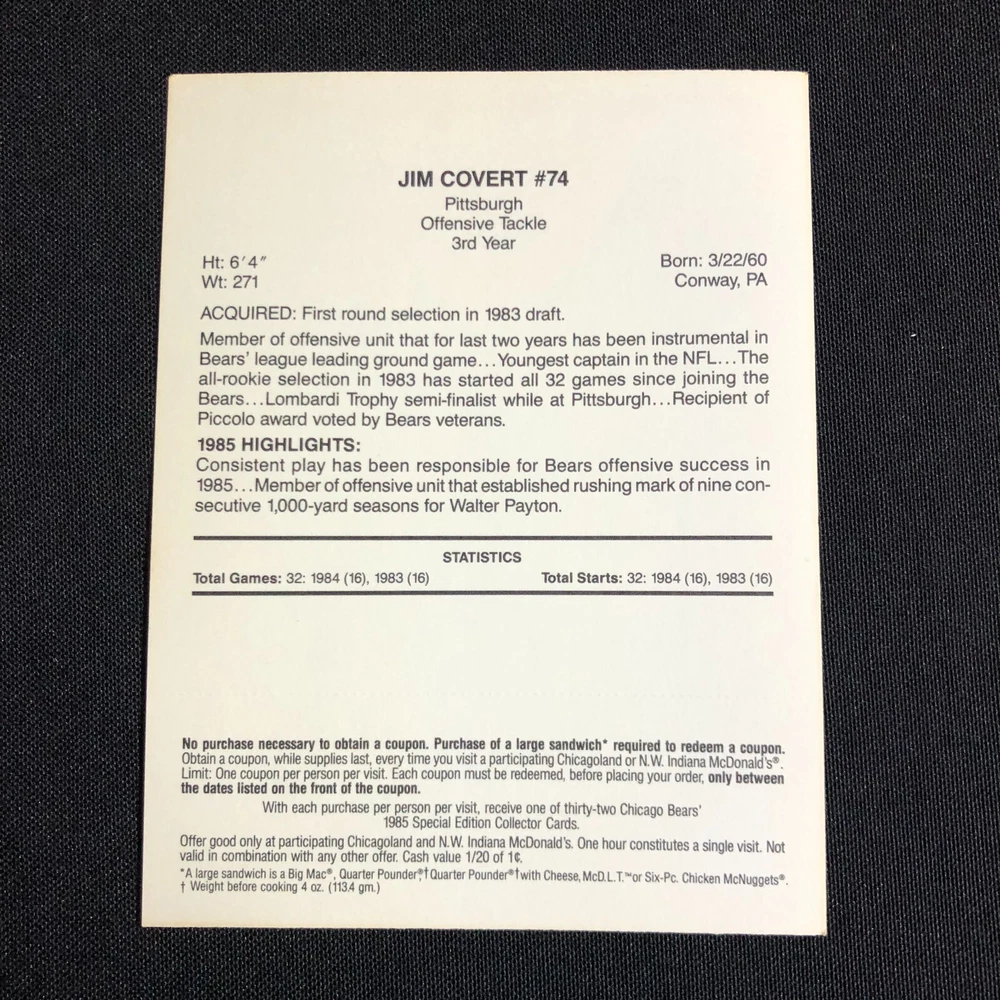 JIM COVERT #74
Pittsburgh
Offensive Tackle
3rd Year
Ht: 6′4″
Born: 3/22/60
Wt: 271
Conway, PA
ACQUIRED: First round selection in 1983 draft.
Member of offensive unit that for last two years has been instrumental in
Bears' league leading ground game...Youngest captain in the NFL...The
all-rookie selection in 1983 has started all 32 games since joining the
Bears...Lombardi Trophy semi-finalist while at Pittsburgh...Recipient of
Piccolo award voted by Bears veterans.
1985 HIGHLIGHTS:
Consistent play has been responsible for Bears offensive success in
1985...Member of offensive unit that established rushing mark of nine con-
secutive 1,000-yard seasons for Walter Payton.
STATISTICS
Total Games: 32: 1984 (16), 1983 (16) Total Starts: 32: 1984 (16), 1983 (16)
No purchase necessary to obtain a coupon. Purchase of a large sandwich* required to redeem a coupon.
Obtain a coupon, while supplies last, every time you visit a participating Chicagoland or N.W. Indiana McDonald's®.
Limit: One coupon per person per visit. Each coupon must be redeemed, before placing your order, only between
the dates listed on the front of the coupon.
With each purchase per person per visit, receive one of thirty-two Chicago Bears'
1985 Special Edition Collector Cards.
Offer good only at participating Chicagoland and N.W. Indiana McDonald's. One hour constitutes a single visit. Not
valid in combination with any other offer. Cash value 1/20 of 1¢.
*A large sandwich is a Big Mac®, Quarter Pounder®† Quarter Pounder®† with Cheese, McD.L.T.™ or Six-Pc. Chicken McNuggets®.
† Weight before cooking 4 oz. (113.4 gm.)